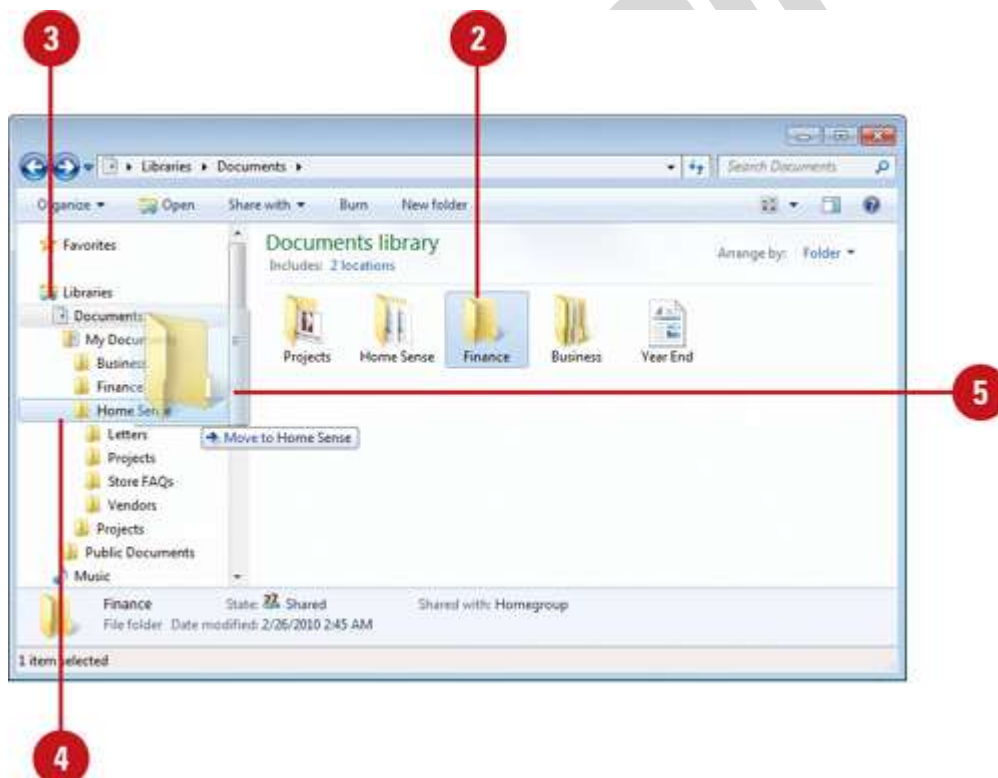 3 2
Libraries Documents Search Documents
Organize Open Share with Burn New folder
Favorites
Libraries
Documents
My Docum
Business
Finance
Home Sense
Letters
Projects
Store FAQs
Vendors
Projects
Public Documents
Music
Documents library
Includes: 2 locations
Arrange by: Folder
Projects Home Sense Finance Business Year End
5
Move to Home Sense
Finance State: Shared Shared with: Homegroup
File folder Date modified: 2/26/2010 2:45 AM
1 item selected
4